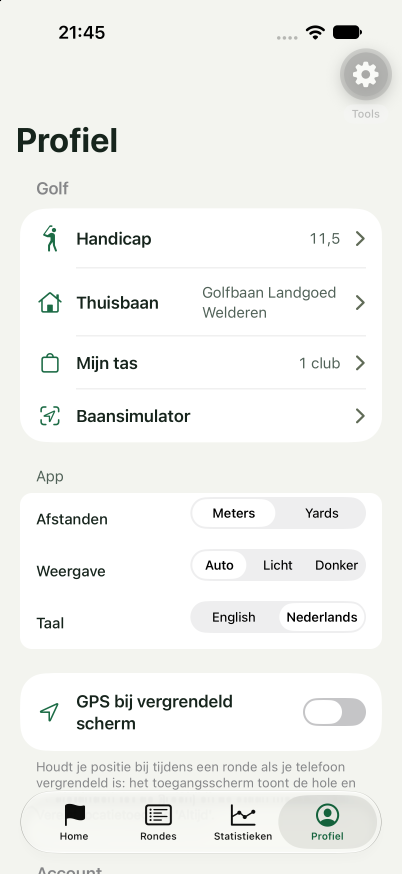 21:45
Tools
Profiel
Golf
Handicap 11,5
Thuisbaan Golfbaan Landgoed
Welderen
Mijn tas 1 club
Baansimulator
App
Afstanden Meters Yards
Weergave Auto Licht Donker
Taal English Nederlands
GPS bij vergrendeld
scherm
Houdt je positie bij tijdens een ronde als je telefoon
vergrendeld is: het toegangsscherm toont de hole en
Home Rondes Statistieken Profiel
Account